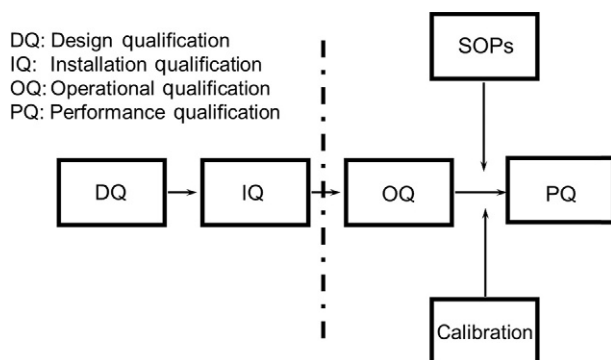 DQ: Design qualification
IQ: Installation qualification
OQ: Operational qualification
PQ: Performance qualification
SOPs
DQ
IQ
OQ
PQ
Calibration